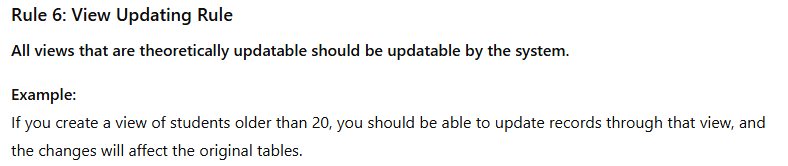 Rule 6: View Updating Rule
All views that are theoretically updatable should be updatable by the system.
Example:
If you create a view of students older than 20, you should be able to update records through that view, and
the changes will affect the original tables.